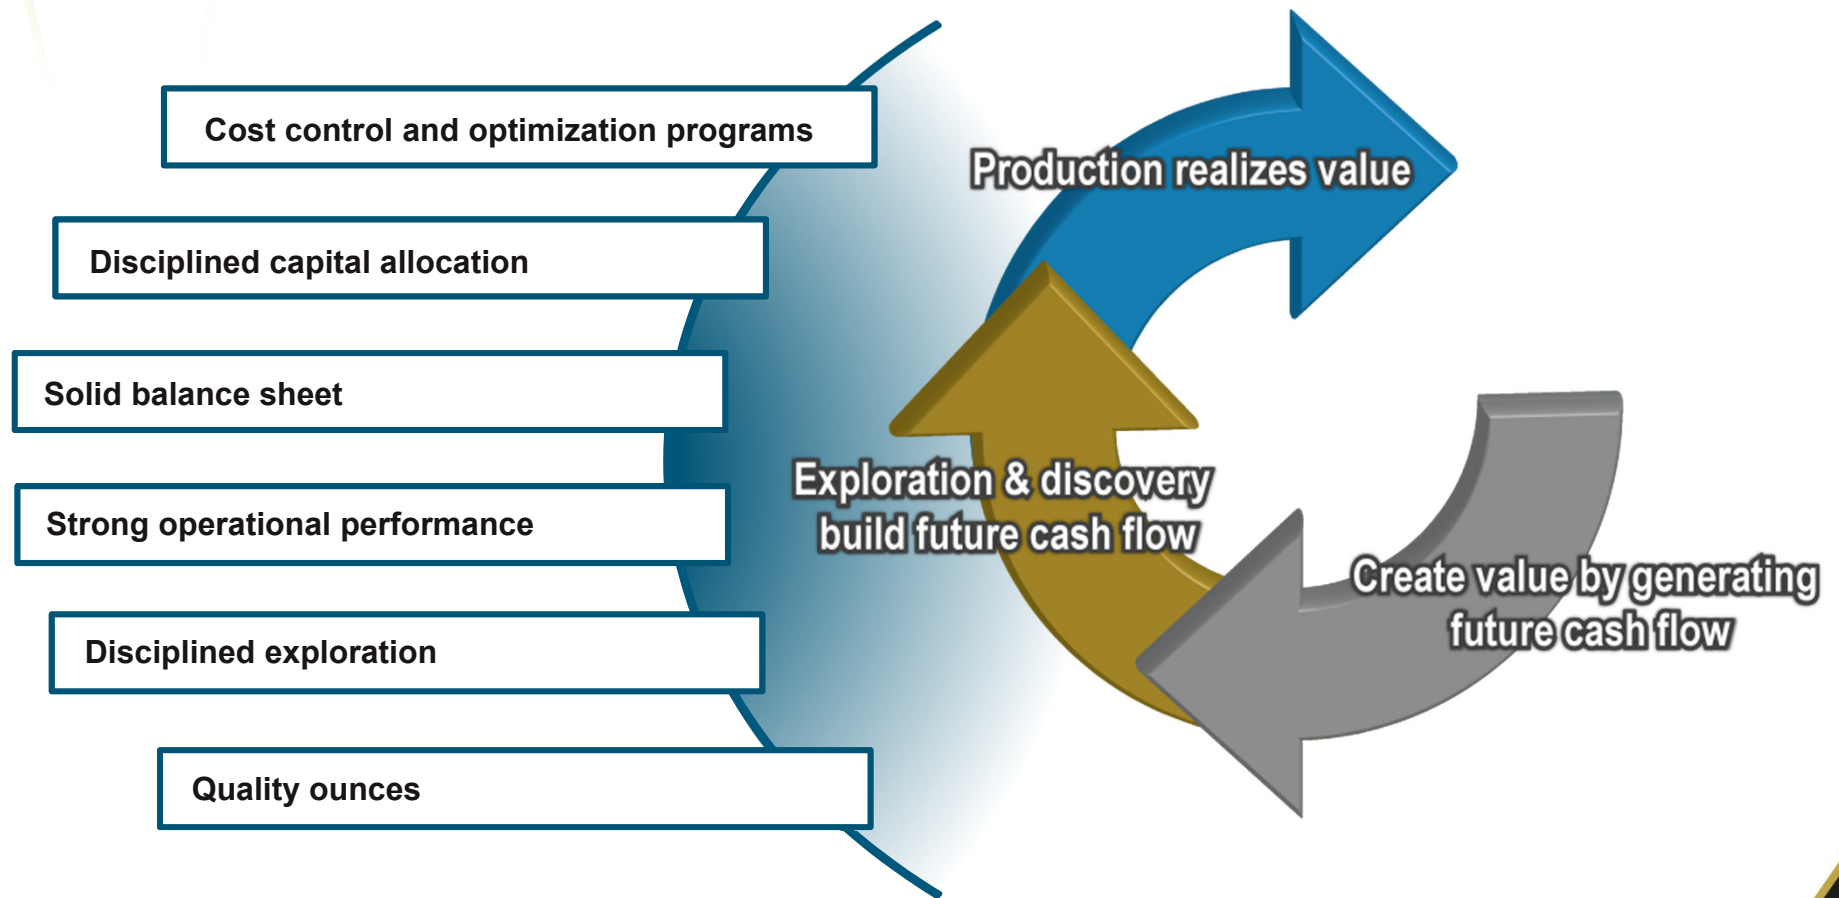 Cost control and optimization programs
Disciplined capital allocation
Solid balance sheet
Strong operational performance
Disciplined exploration
Quality ounces
Production realizes value
Exploration & discovery
build future cash flow
Create value by generating
future cash flow